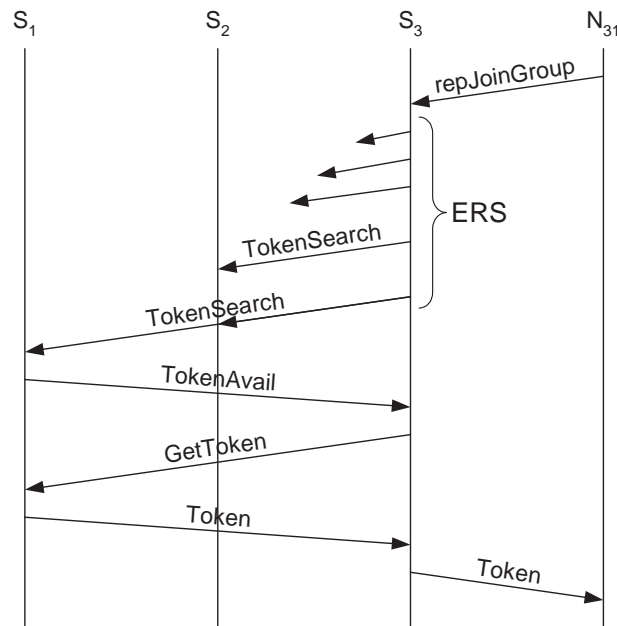 S1 S2 S3 N31
repJoinGroup
ERS
TokenSearch
TokenSearch
TokenAvail
GetToken
Token
Token